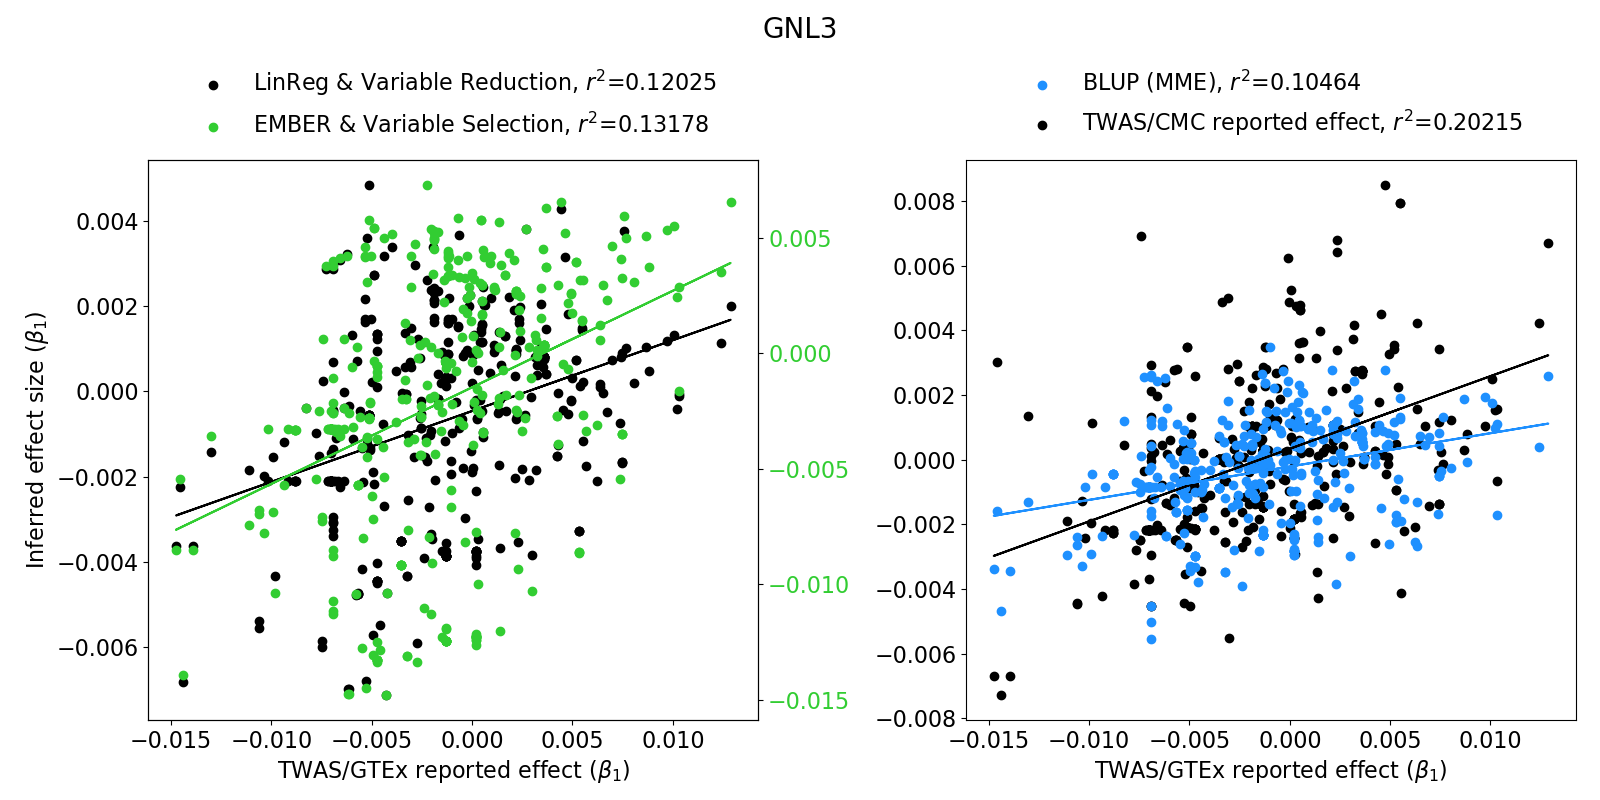 GNL3
LinReg & Variable Reduction, r²=0.12025
EMBER & Variable Selection, r²=0.13178
BLUP (MME), r²=0.10464
TWAS/CMC reported effect, r²=0.20215
Inferred effect size (β₁)
0.004
0.002
0.000
−0.002
−0.004
−0.006
0.005
0.000
−0.005
−0.010
−0.015
−0.015 −0.010 −0.005 0.000 0.005 0.010
TWAS/GTEx reported effect (β₁)
0.008
0.006
0.004
0.002
0.000
−0.002
−0.004
−0.006
−0.008
−0.015 −0.010 −0.005 0.000 0.005 0.010
TWAS/GTEx reported effect (β₁)